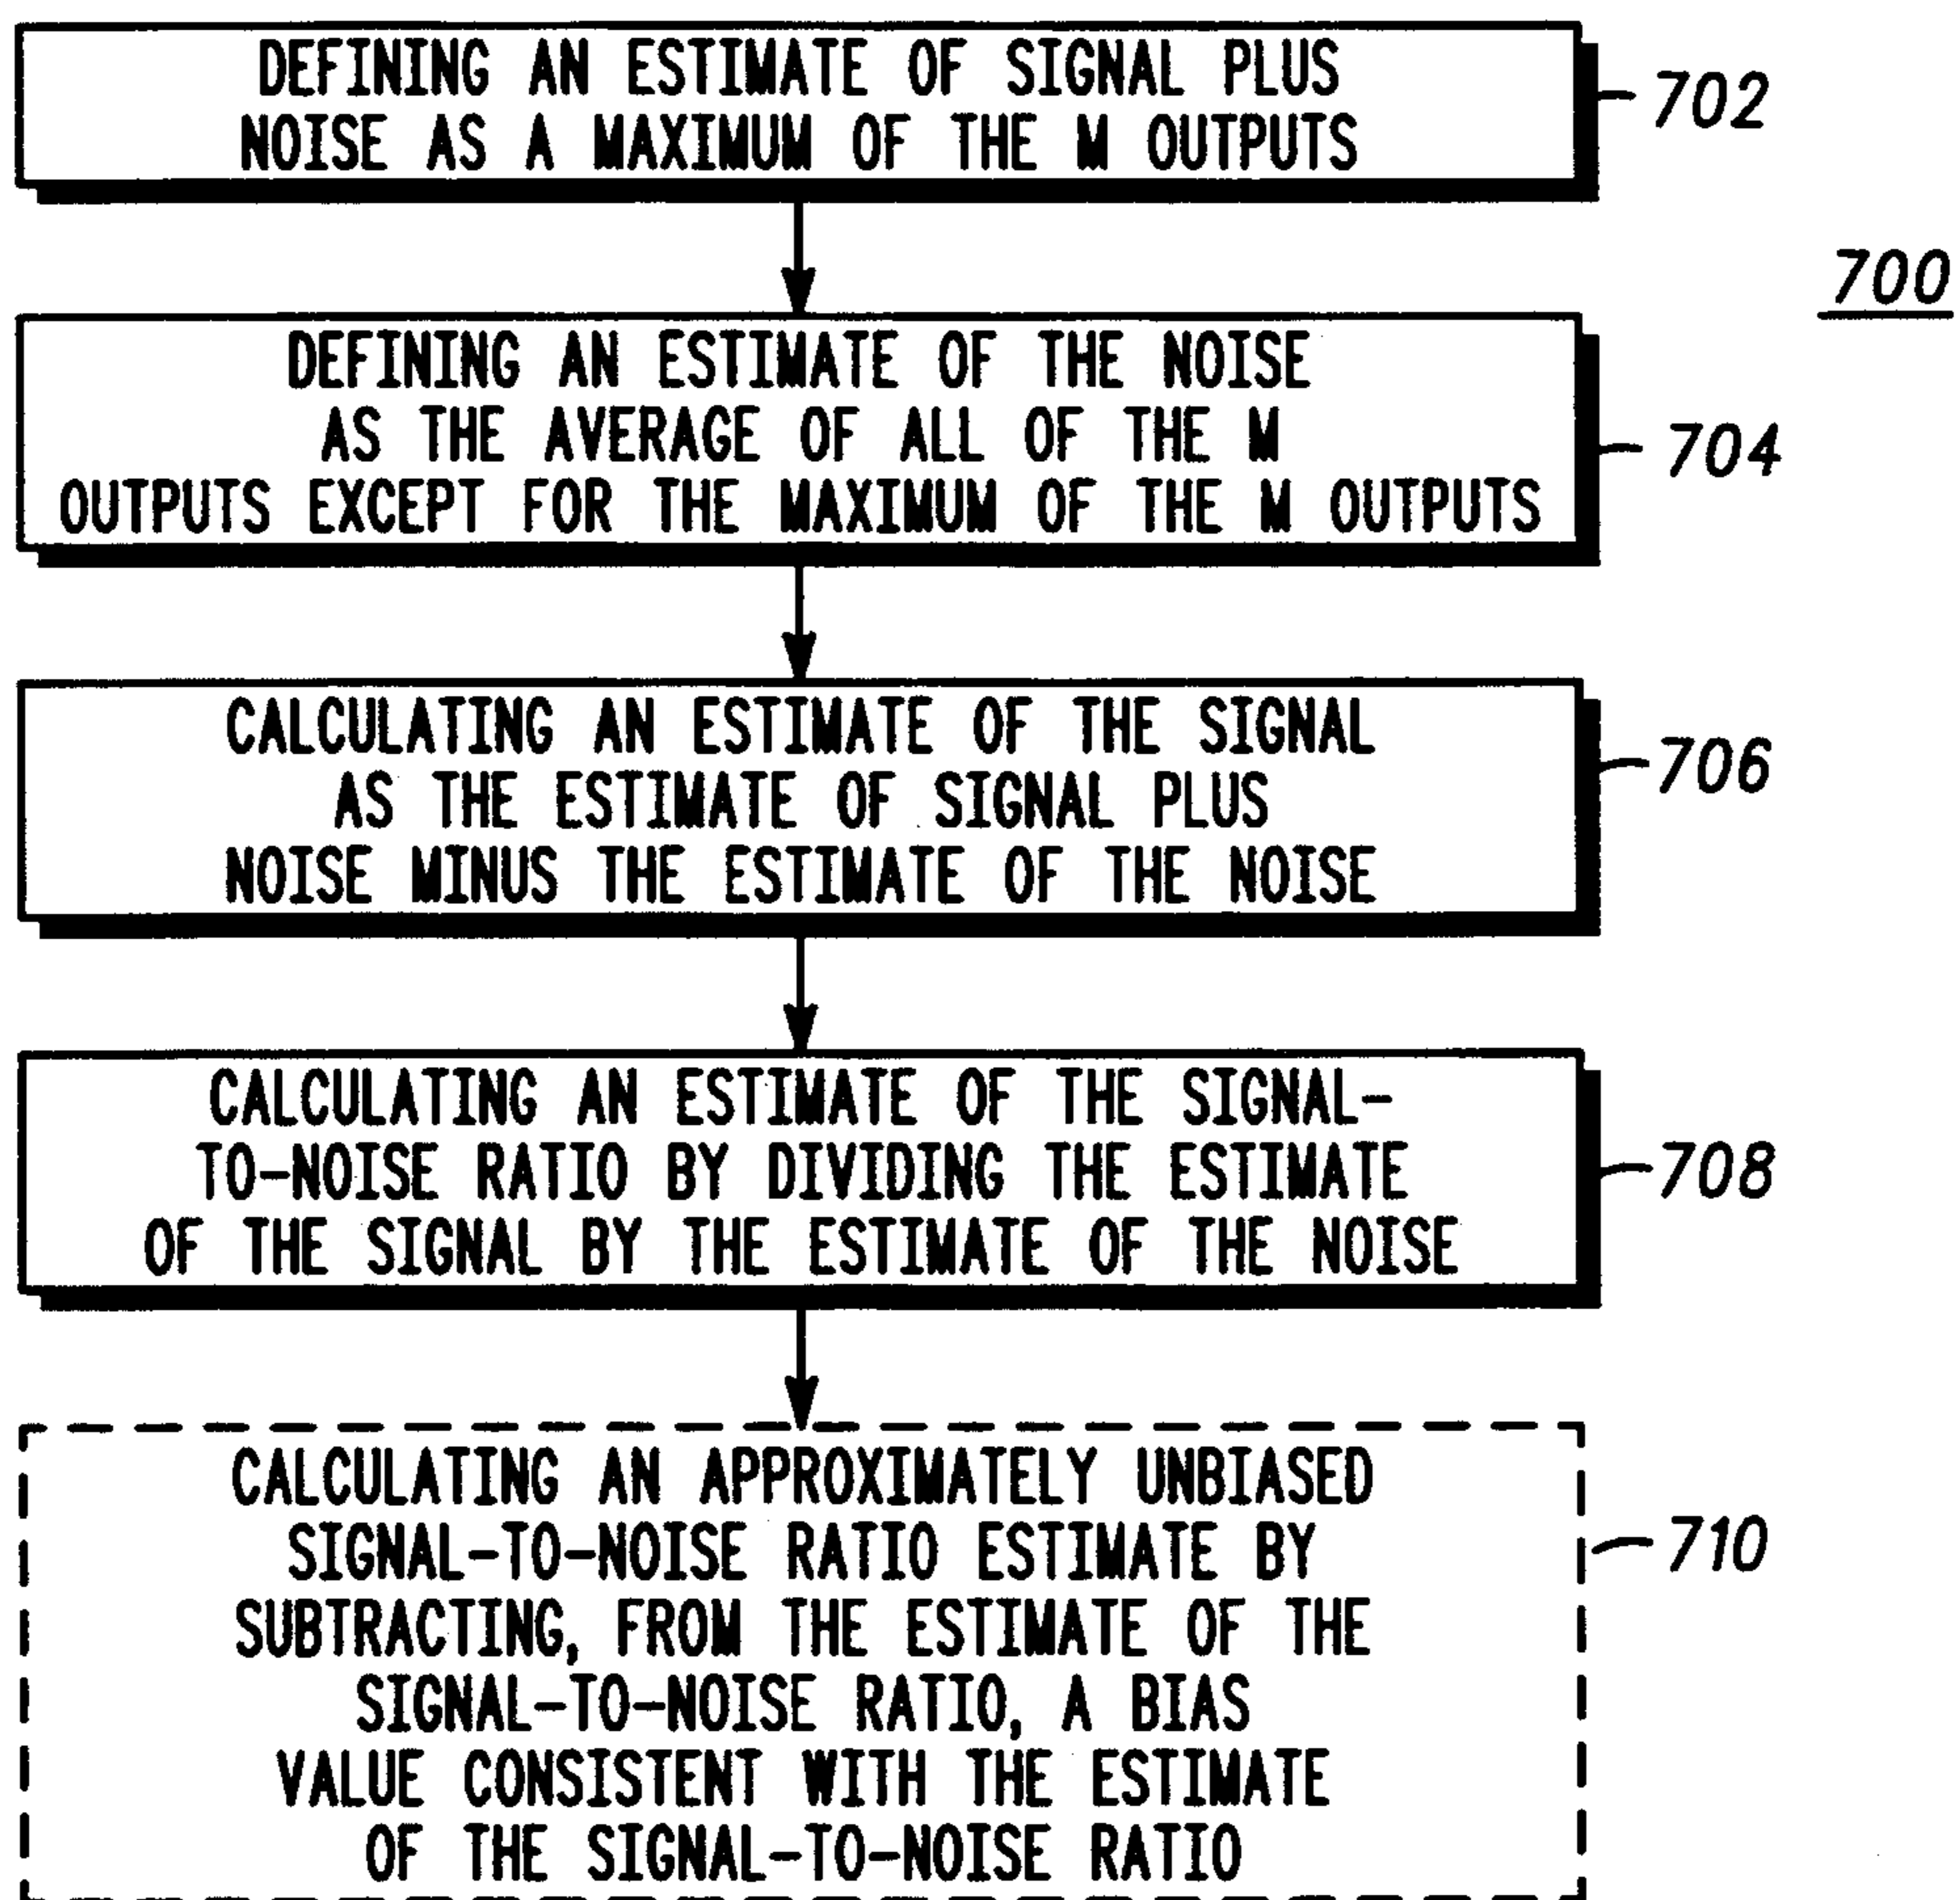 DEFINING AN ESTIMATE OF SIGNAL PLUS
NOISE AS A MAXIMUM OF THE M OUTPUTS
702
700
DEFINING AN ESTIMATE OF THE NOISE
AS THE AVERAGE OF ALL OF THE M
OUTPUTS EXCEPT FOR THE MAXIMUM OF THE M OUTPUTS
704
CALCULATING AN ESTIMATE OF THE SIGNAL
AS THE ESTIMATE OF SIGNAL PLUS
NOISE MINUS THE ESTIMATE OF THE NOISE
706
CALCULATING AN ESTIMATE OF THE SIGNAL-
TO-NOISE RATIO BY DIVIDING THE ESTIMATE
OF THE SIGNAL BY THE ESTIMATE OF THE NOISE
708
CALCULATING AN APPROXIMATELY UNBIASED
SIGNAL-TO-NOISE RATIO ESTIMATE BY
SUBTRACTING, FROM THE ESTIMATE OF THE
SIGNAL-TO-NOISE RATIO, A BIAS
VALUE CONSISTENT WITH THE ESTIMATE
OF THE SIGNAL-TO-NOISE RATIO
710